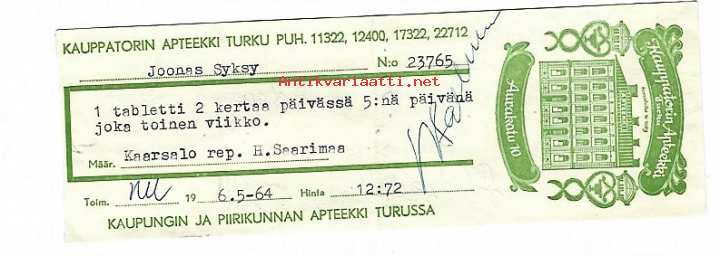 KAUPPATORIN APTEEKKI TURKU PUH. 11322, 12400, 17322, 22712
Joonas Syksy N:o 23765
Antikvariaatti.net
1 tabletti 2 kertaa päivässä 5:nä päivänä
joka toinen viikko.
Määr. Kaarsalo rep. H.Saarimaa
Toim. 19 6.5-64 Hinta 12:72
KAUPUNGIN JA PIIRIKUNNAN APTEEKKI TURUSSA
Kauppatorin Apteekki
Aurakatu 10